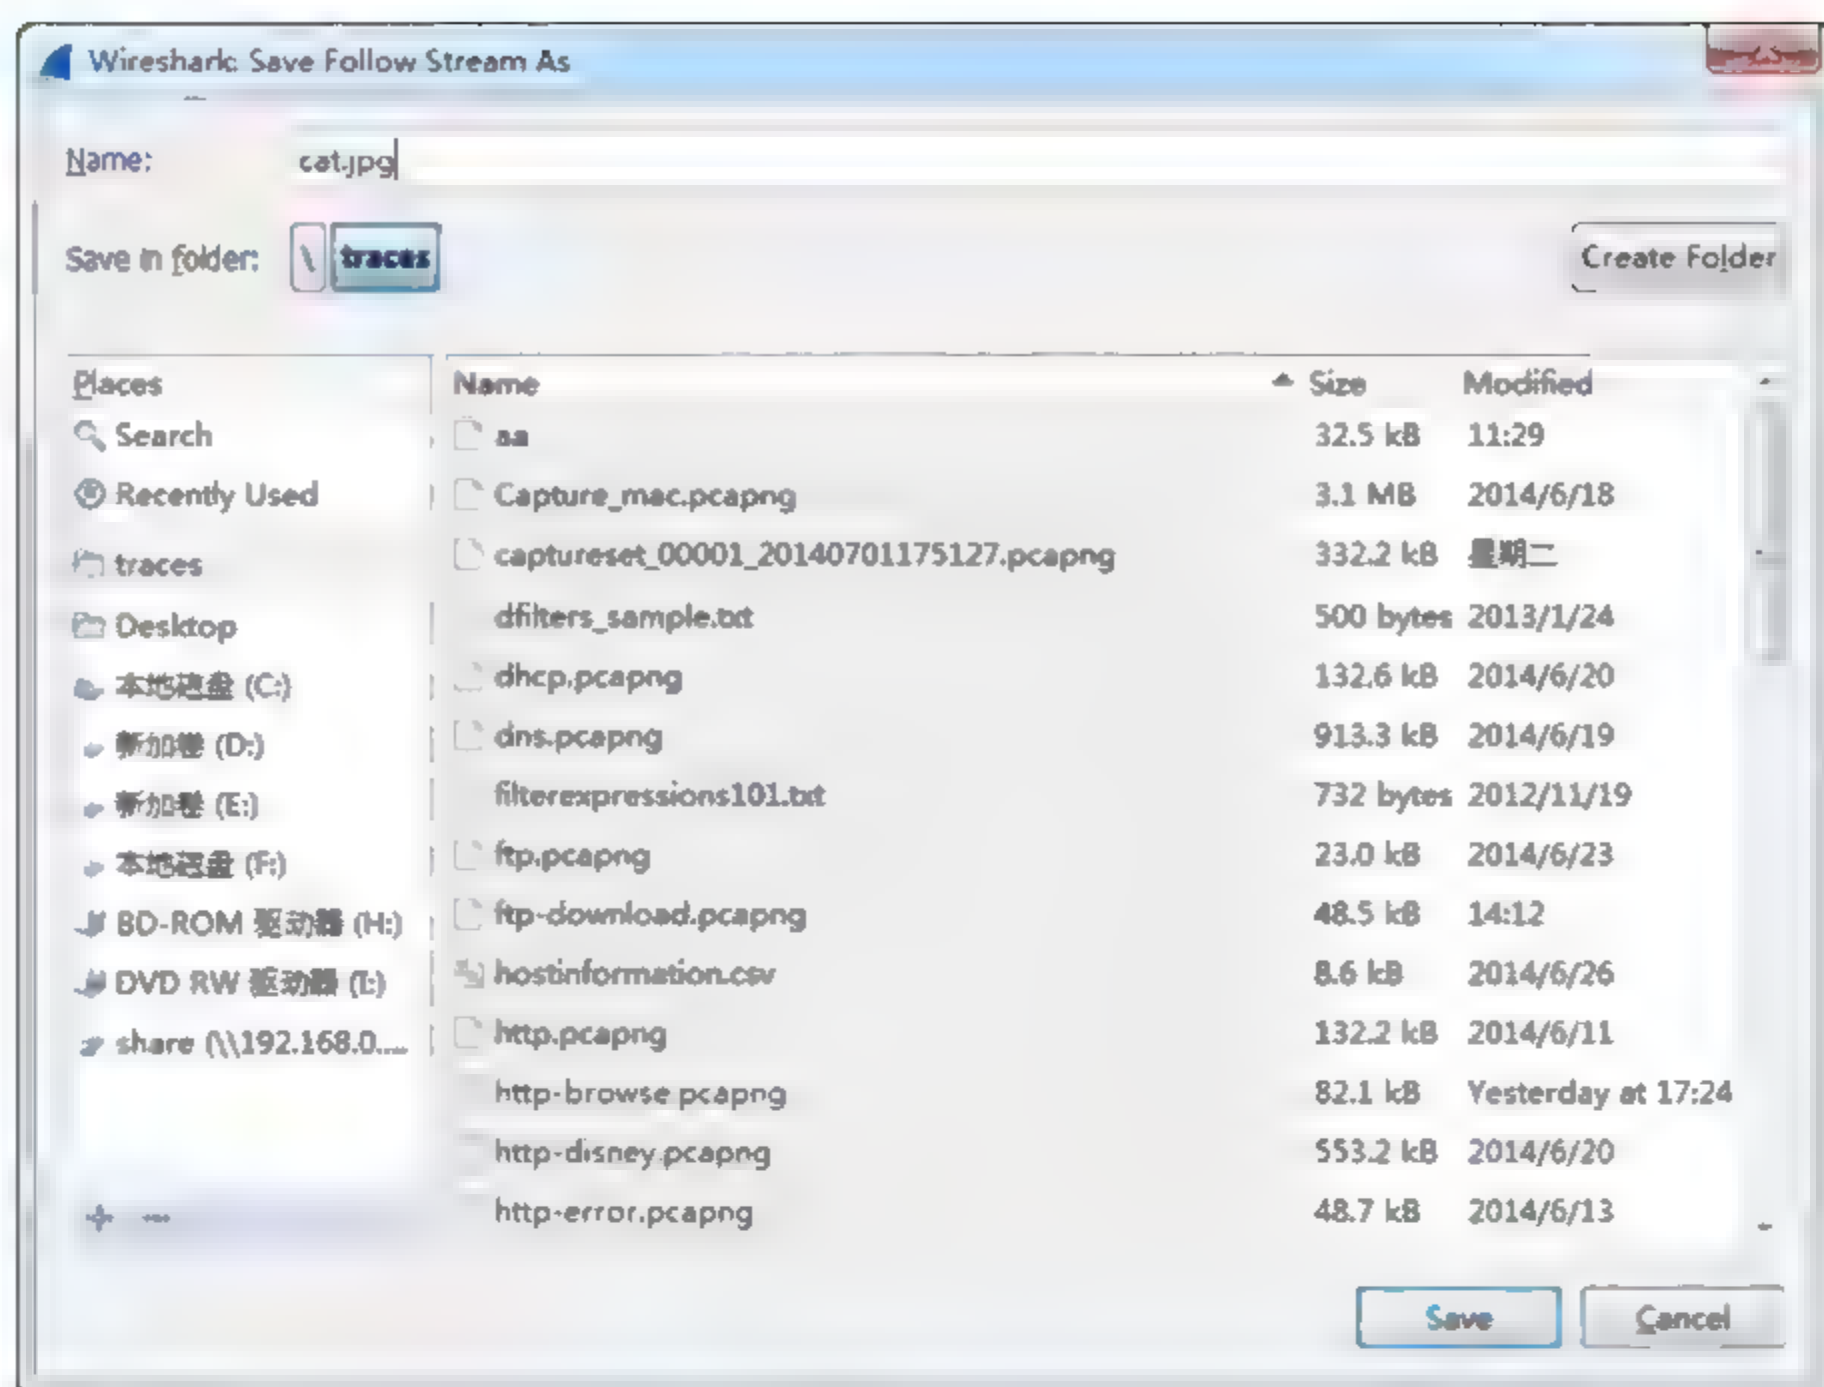 Wireshark: Save Follow Stream As
Name: cat.jpg
Save in folder: \ traces Create Folder
Places Name Size Modified
Search aa 32.5 kB 11:29
Recently Used Capture_mac.pcapng 3.1 MB 2014/6/18
traces captureset_00001_20140701175127.pcapng 332.2 kB 星期二
Desktop dfilters_sample.txt 500 bytes 2013/1/24
本地磁盘 (C:) dhcp.pcapng 132.6 kB 2014/6/20
新加卷 (D:) dns.pcapng 913.3 kB 2014/6/19
新加卷 (E:) filterexpressions101.txt 732 bytes 2012/11/19
本地磁盘 (F:) ftp.pcapng 23.0 kB 2014/6/23
BD-ROM 驱动器 (H:) ftp-download.pcapng 48.5 kB 14:12
DVD RW 驱动器 (I:) hostinformation.csv 8.6 kB 2014/6/26
share (\\192.168.0.... http.pcapng 132.2 kB 2014/6/11
http-browse.pcapng 82.1 kB Yesterday at 17:24
http-disney.pcapng 553.2 kB 2014/6/20
http-error.pcapng 48.7 kB 2014/6/13
Save Cancel